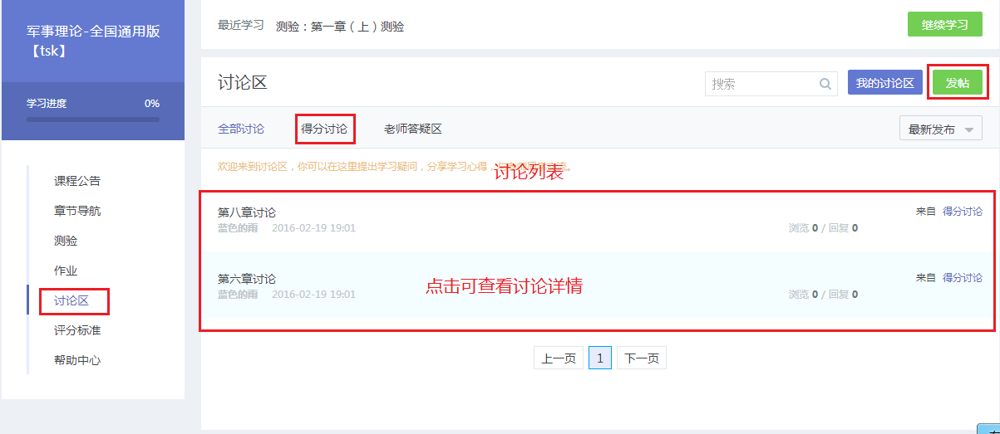 军事理论-全国通用版
【tsk】
学习进度 0%
课程公告
章节导航
测验
作业
讨论区
评分标准
帮助中心
最近学习 测验：第一章（上）测验 继续学习
讨论区 搜索 我的讨论区 发帖
全部讨论 得分讨论 老师答疑区 最新发布
欢迎来到讨论区，你可以在这里提出学习疑问，分享学习心得，
讨论列表
第八章讨论 来自 得分讨论
蓝色的雨 2016-02-19 19:01 浏览 0 / 回复 0
第六章讨论 来自 得分讨论
点击可查看讨论详情
蓝色的雨 2016-02-19 19:01 浏览 0 / 回复 0
上一页 1 下一页